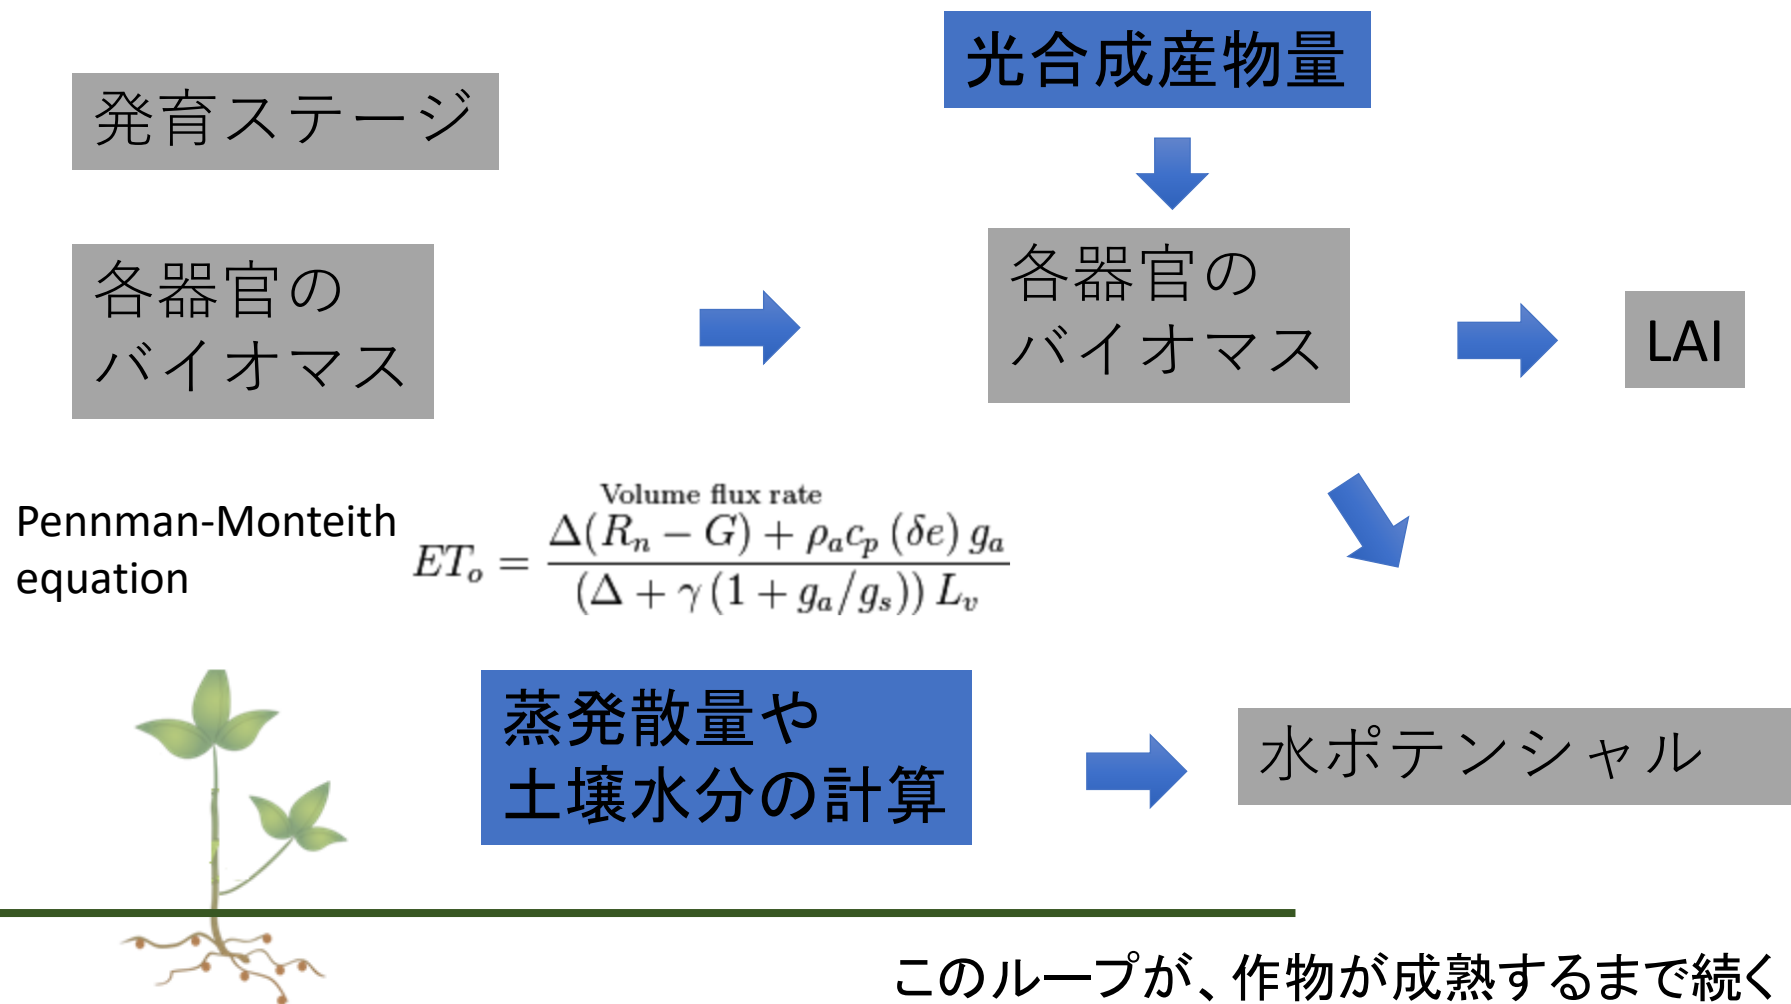 光合成産物量
発育ステージ
各器官の
バイオマス
各器官の
バイオマス
LAI
Pennman-Monteith
equation
Volume flux rate
ET_o = \frac{Δ(R_n − G) + ρ_a c_p (δe) g_a}{(Δ + γ (1 + g_a/g_s)) L_v}
蒸発散量や
土壌水分の計算
水ポテンシャル
このループが、作物が成熟するまで続く